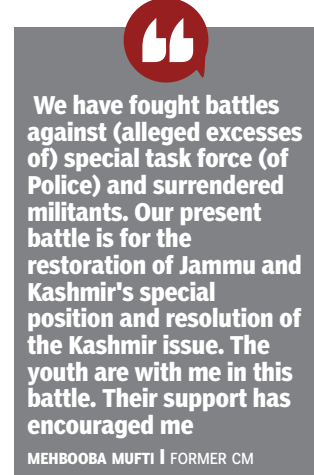 We have fought battles
against (alleged excesses
of) special task force (of
Police) and surrendered
militants. Our present
battle is for the
restoration of Jammu and
Kashmir's special
position and resolution of
the Kashmir issue. The
youth are with me in this
battle. Their support has
encouraged me
MEHBOOBA MUFTI | FORMER CM